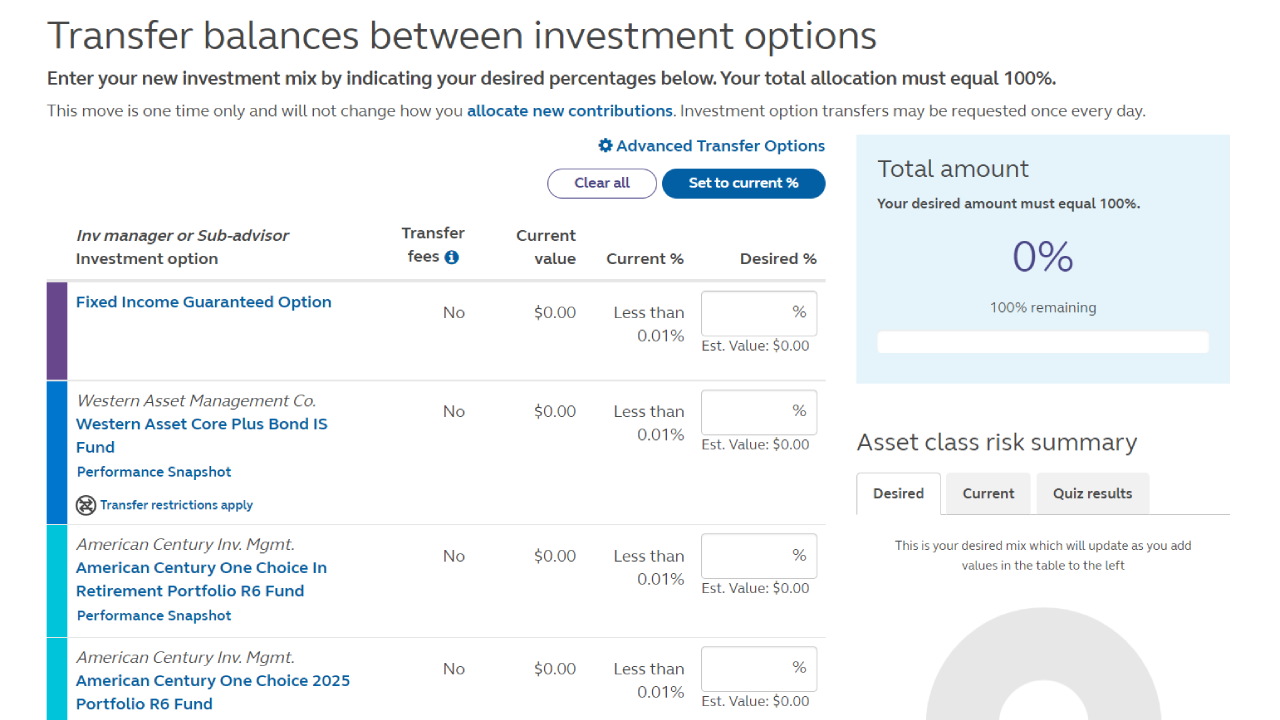 Transfer balances between investment options
Enter your new investment mix by indicating your desired percentages below. Your total allocation must equal 100%.
This move is one time only and will not change how you allocate new contributions. Investment option transfers may be requested once every day.
Advanced Transfer Options
Clear all
Set to current %
Inv manager or Sub-advisor
Investment option
Transfer
fees
Current
value
Current %
Desired %
Fixed Income Guaranteed Option
No
$0.00
Less than
0.01%
%
Est. Value: $0.00
Western Asset Management Co.
Western Asset Core Plus Bond IS
Fund
Performance Snapshot
Transfer restrictions apply
No
$0.00
Less than
0.01%
%
Est. Value: $0.00
American Century Inv. Mgmt.
American Century One Choice In
Retirement Portfolio R6 Fund
Performance Snapshot
No
$0.00
Less than
0.01%
%
Est. Value: $0.00
American Century Inv. Mgmt.
American Century One Choice 2025
Portfolio R6 Fund
No
$0.00
Less than
0.01%
%
Est. Value: $0.00
Total amount
Your desired amount must equal 100%.
0%
100% remaining
Asset class risk summary
Desired
Current
Quiz results
This is your desired mix which will update as you add
values in the table to the left